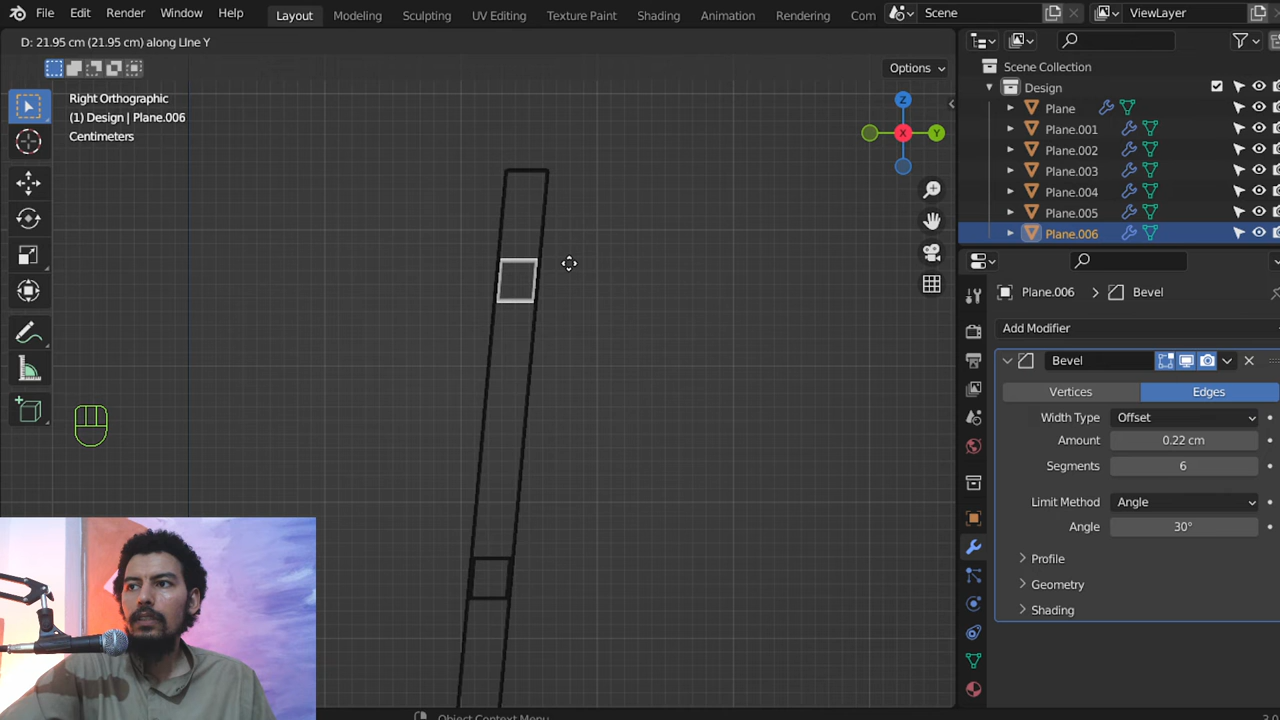 File Edit Render Window Help Layout Modeling Sculpting UV Editing Texture Paint Shading Animation Rendering Com Scene ViewLayer
D: 21.95 cm (21.95 cm) along LIne Y
Options
Right Orthographic
(1) Design | Plane.006
Centimeters
Z
X
Y
Scene Collection
Design
Plane
Plane.001
Plane.002
Plane.003
Plane.004
Plane.005
Plane.006
Plane.006 > Bevel
Add Modifier
Bevel
Vertices Edges
Width Type Offset
Amount 0.22 cm
Segments 6
Limit Method Angle
Angle 30°
Profile
Geometry
Shading